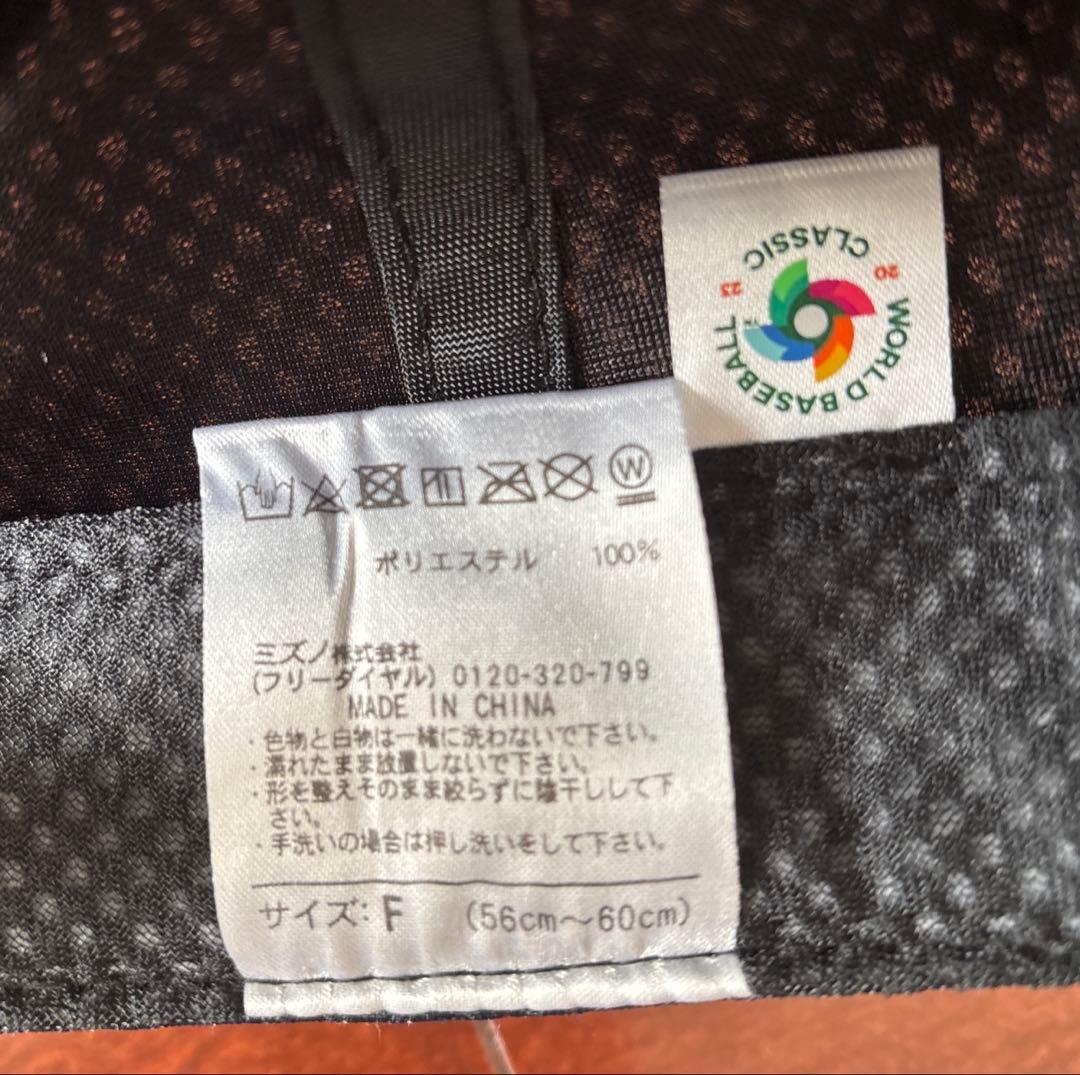 WORLD BASEBALL
CLASSIC
20
23
W
ポリエステル 100%
ミズノ株式会社
(フリーダイヤル) 0120-320-799
MADE IN CHINA
・色物と白物は一緒に洗わないで下さい。
・濡れたまま放置しないで下さい。
・形を整えそのまま絞らずに陰干しして下
さい。
・手洗いの場合は押し洗いをして下さい。
サイズ: F (56cm～60cm)